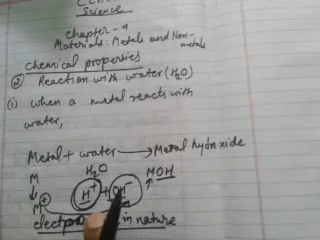 Science
Chapter - 4
Materials: Metals and Non-metals
Chemical properties
② Reaction with water (H₂O)
(i) when a metal reacts with
water,
Metal + water → Metal hydroxide
M H₂O MOH
↓ H⁺ + OH⁻ ↑
M⊕
in nature